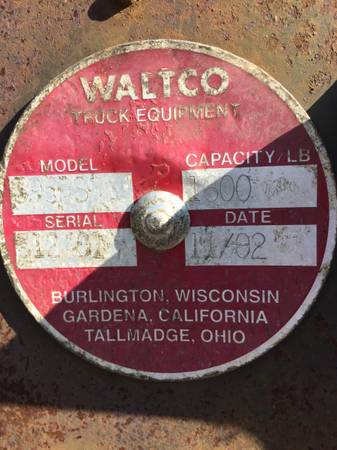 WALTCO
TRUCK EQUIPMENT
MODEL
CAPACITY/LB
SERIAL
DATE
11/92
BURLINGTON, WISCONSIN
GARDENA, CALIFORNIA
TALLMADGE, OHIO